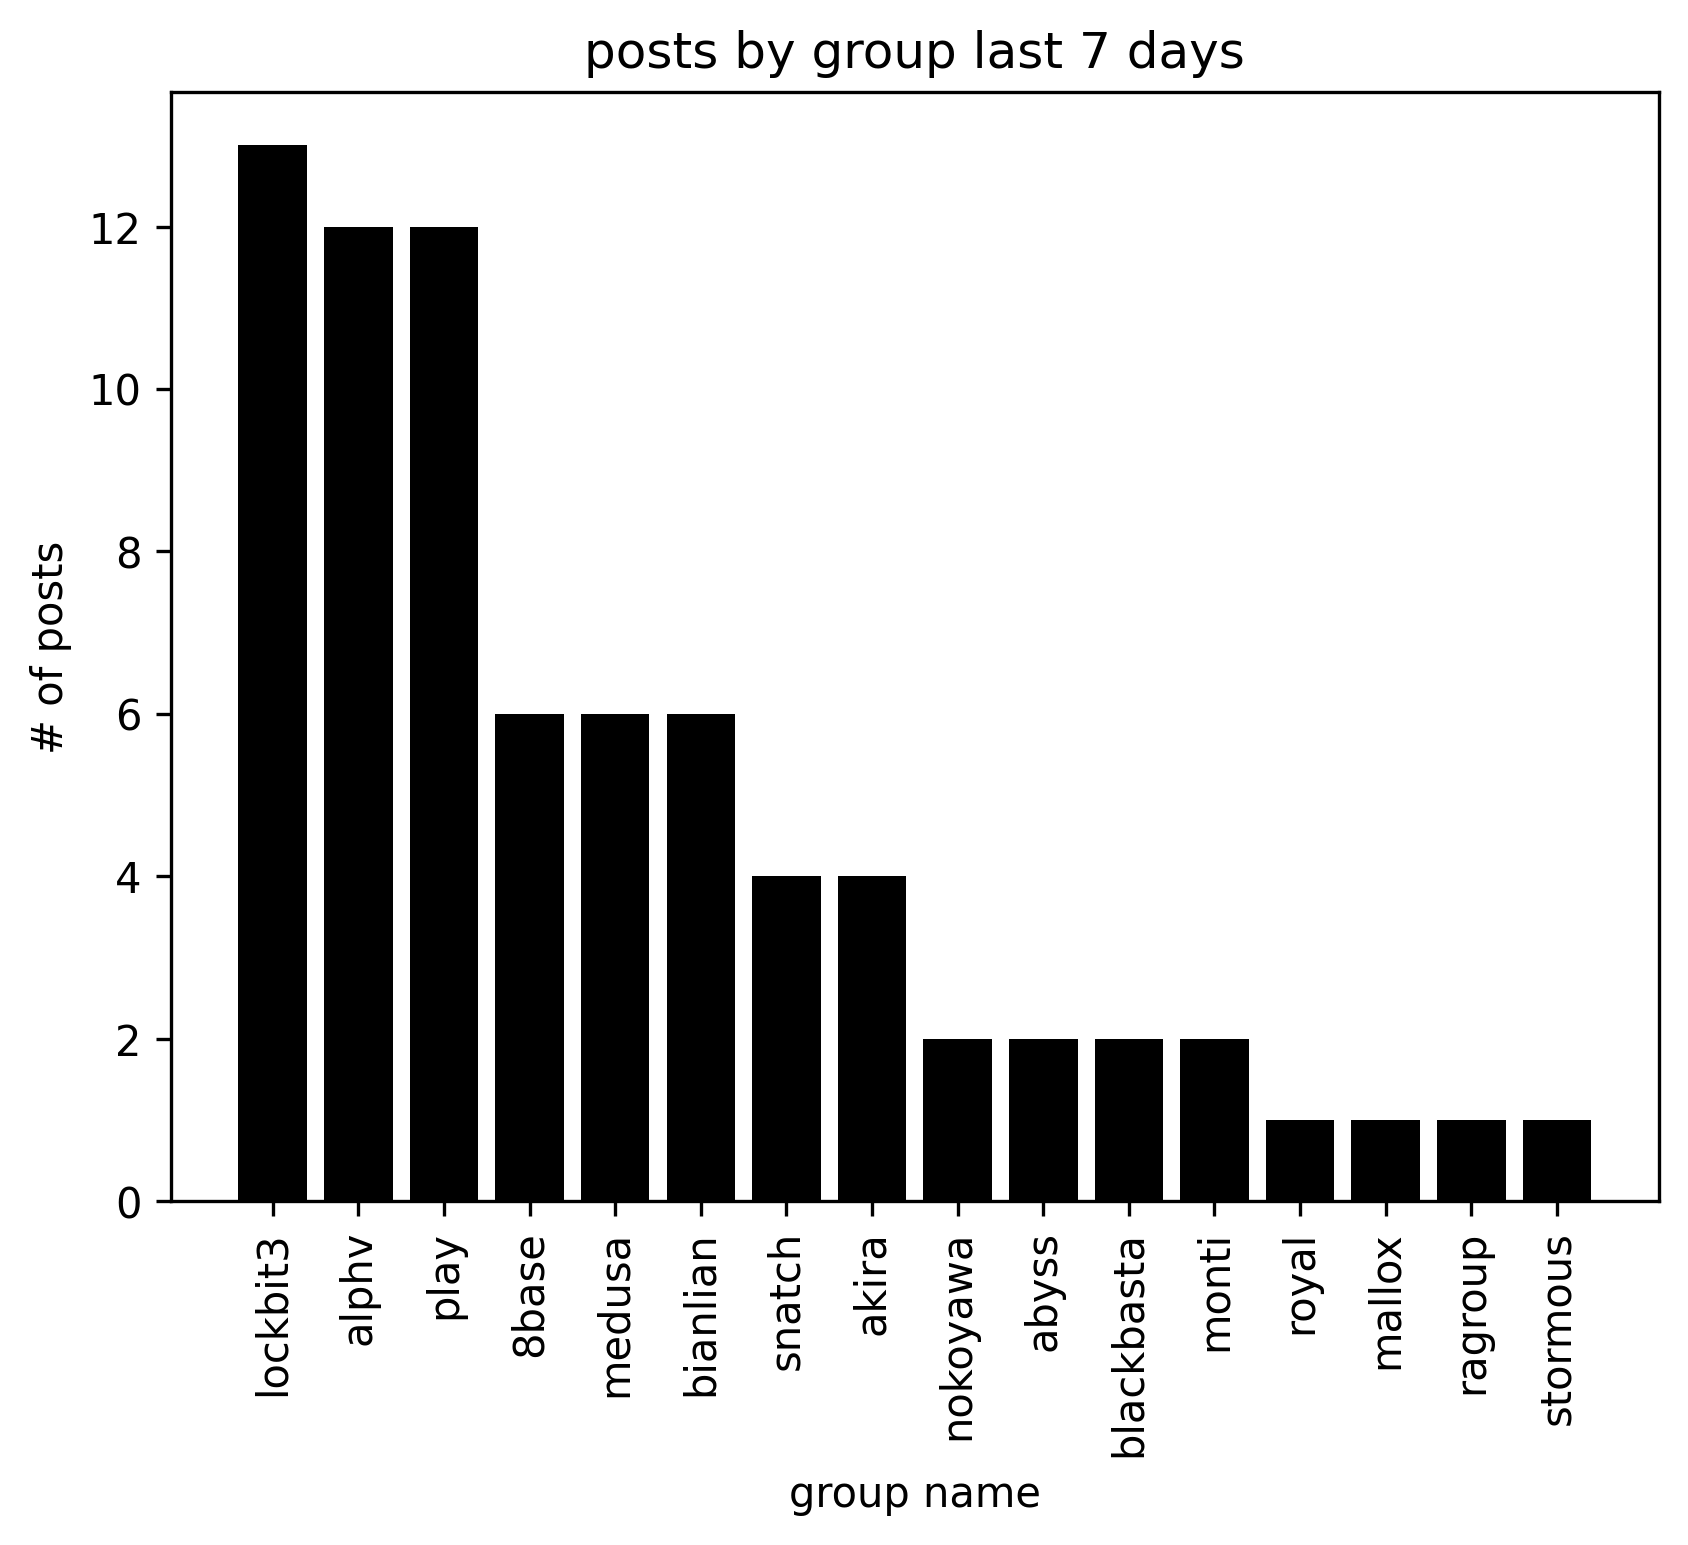 posts by group last 7 days
# of posts
12
10
8
6
4
2
0
lockbit3
alphv
play
8base
medusa
bianlian
snatch
akira
nokoyawa
abyss
blackbasta
monti
royal
mallox
ragroup
stormous
group name